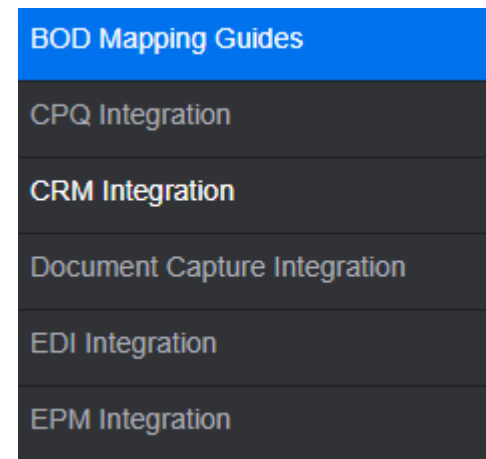 BOD Mapping Guides
CPQ Integration
CRM Integration
Document Capture Integration
EDI Integration
EPM Integration